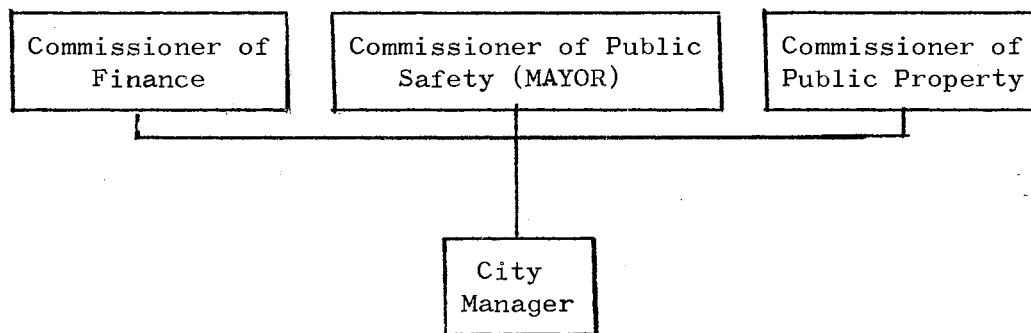 Commissioner of
Finance
Commissioner of Public
Safety (MAYOR)
Commissioner of
Public Property
City
Manager